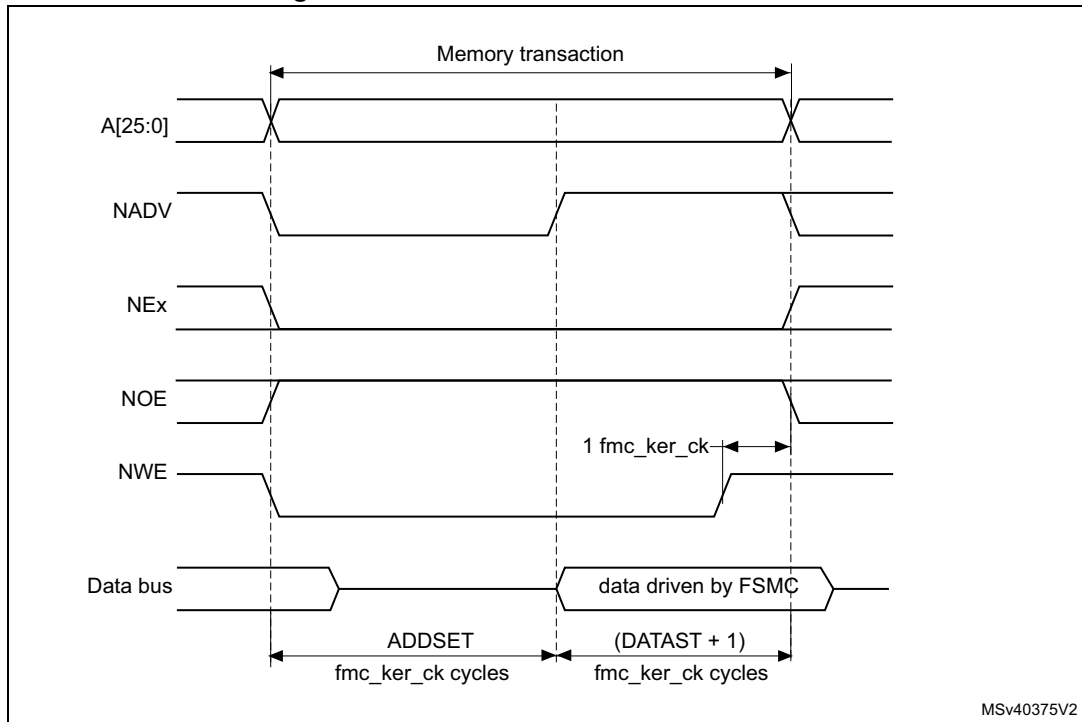 Memory transaction
A[25:0]
NADV
NEx
NOE
1 fmc_ker_ck
NWE
Data bus
data driven by FSMC
ADDSET
(DATAST + 1)
fmc_ker_ck cycles
fmc_ker_ck cycles
MSv40375V2